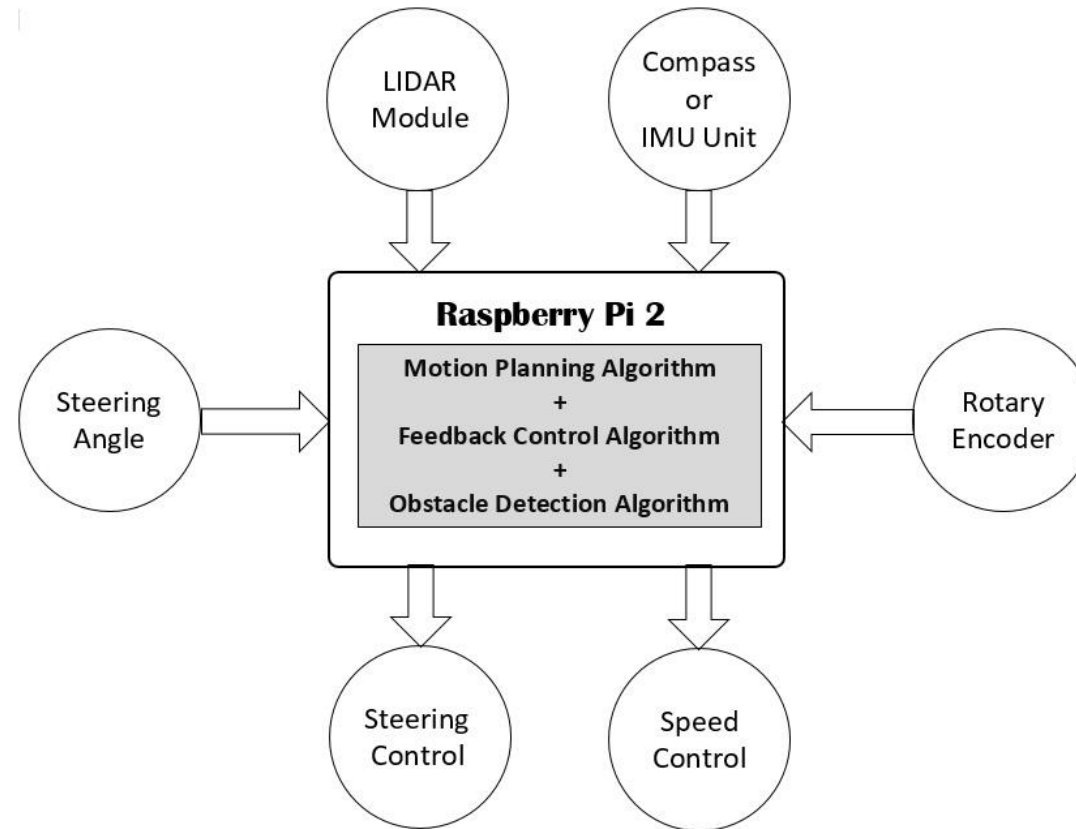 LIDAR
Module
Compass
or
IMU Unit
Raspberry Pi 2
Motion Planning Algorithm
+
Feedback Control Algorithm
+
Obstacle Detection Algorithm
Steering
Angle
Rotary
Encoder
Steering
Control
Speed
Control